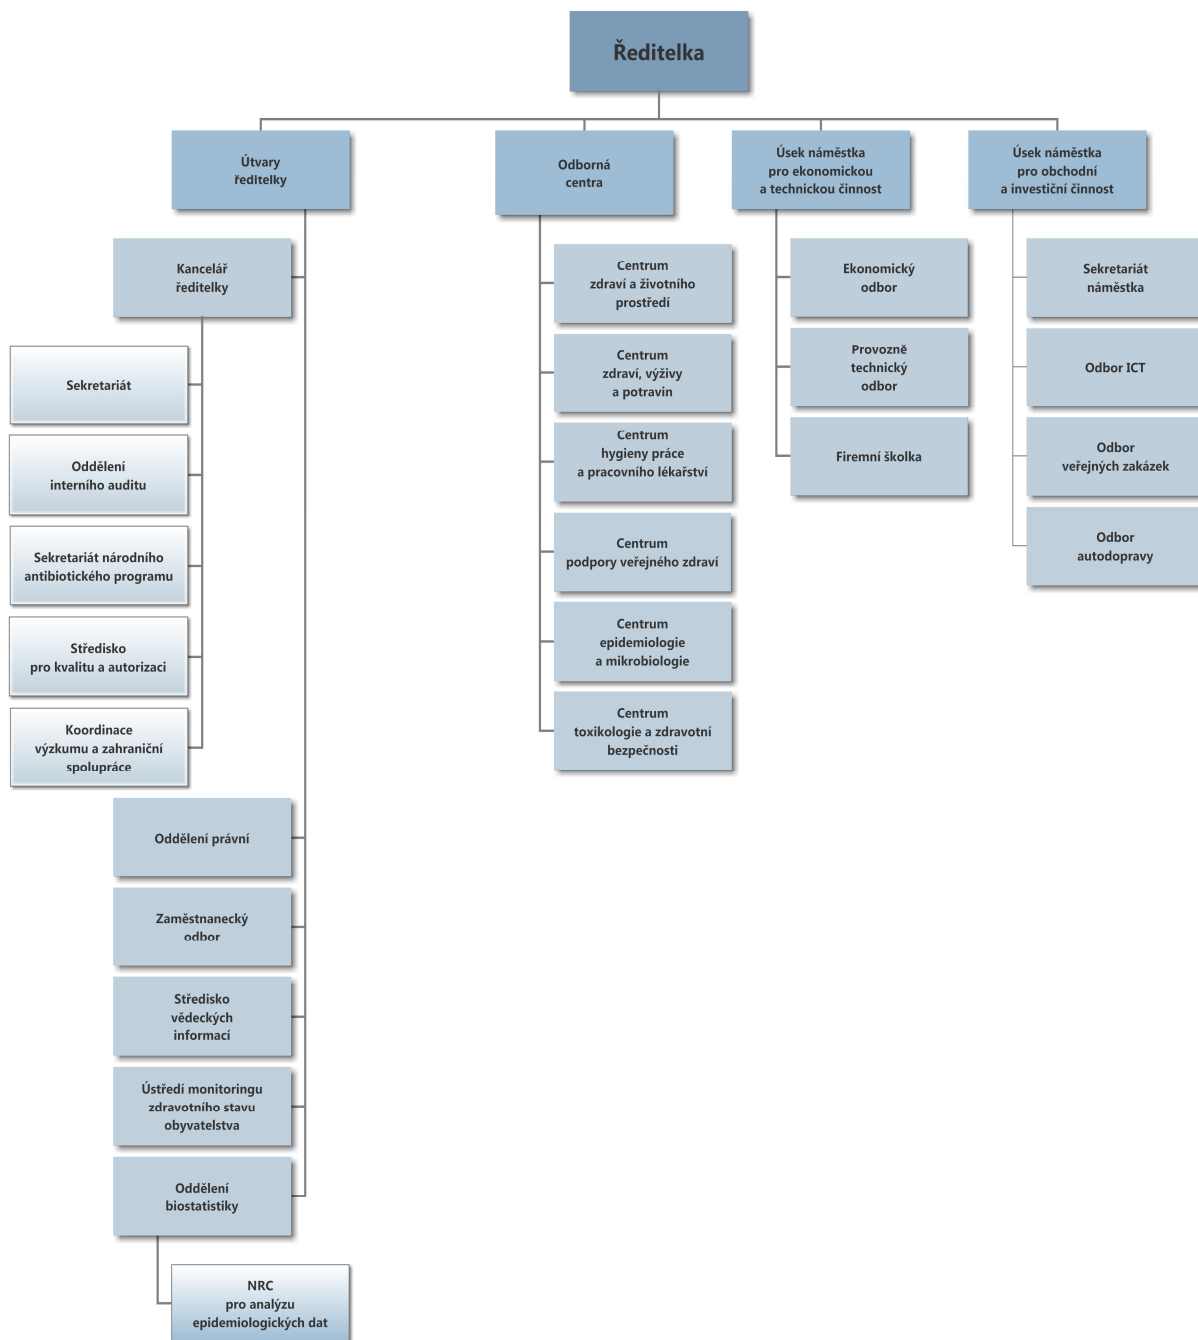 Ředitelka
Útvary
ředitelky
Kancelář
ředitelky
Sekretariát
Oddělení
interního auditu
Sekretariát národního
antibiotického programu
Středisko
pro kvalitu a autorizaci
Koordinace
výzkumu a zahraniční
spolupráce
Oddělení právní
Zaměstnanecký
odbor
Středisko
vědeckých
informací
Ústředí monitoringu
zdravotního stavu
obyvatelstva
Oddělení
biostatistiky
NRC
pro analýzu
epidemiologických dat
Odborná
centra
Centrum
zdraví a životního
prostředí
Centrum
zdraví, výživy
a potravin
Centrum
hygieny práce
a pracovního lékařství
Centrum
podpory veřejného zdraví
Centrum
epidemiologie
a mikrobiologie
Centrum
toxikologie a zdravotní
bezpečnosti
Úsek náměstka
pro ekonomickou
a technickou činnost
Ekonomický
odbor
Provozně
technický
odbor
Firemní školka
Úsek náměstka
pro obchodní
a investiční činnost
Sekretariát
náměstka
Odbor ICT
Odbor
veřejných zakázek
Odbor
autodopravy